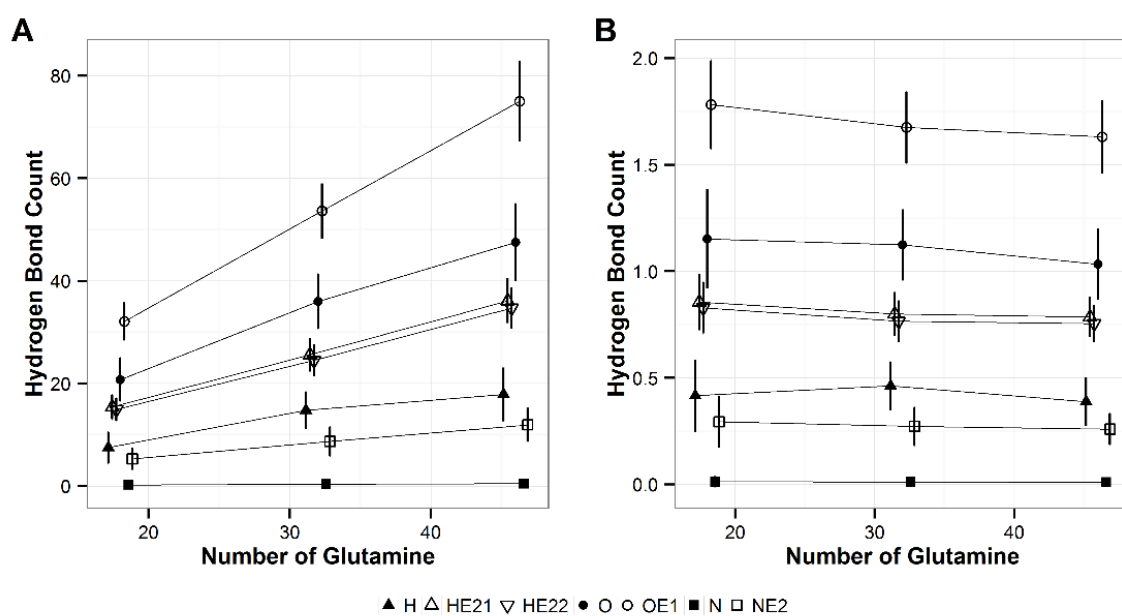 A
B
Hydrogen Bond Count
80
60
40
20
0
20
30
40
Number of Glutamine
Hydrogen Bond Count
2.0
1.5
1.0
0.5
0.0
20
30
40
Number of Glutamine
H HE21 HE22 O OE1 N NE2